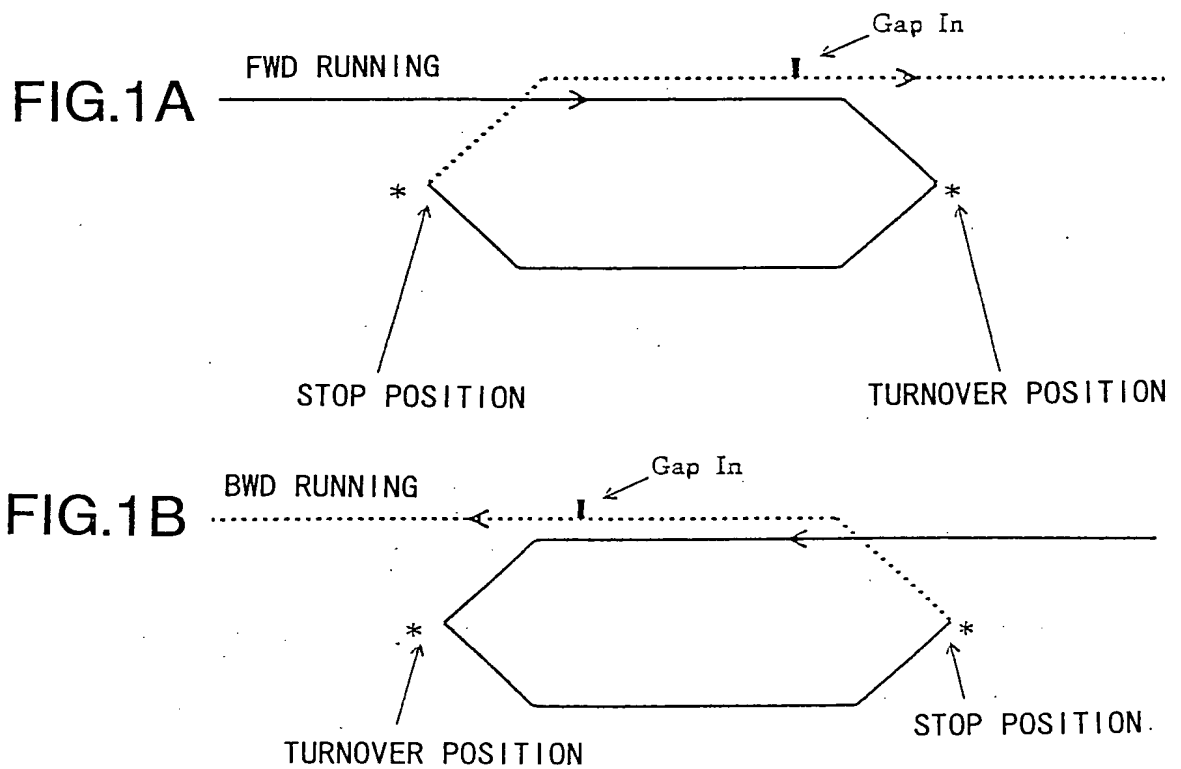 Gap In
FWD RUNNING
FIG.1A
*
*
STOP POSITION
TURNOVER POSITION
Gap In
BWD RUNNING
FIG.1B
*
*
STOP POSITION.
TURNOVER POSITION